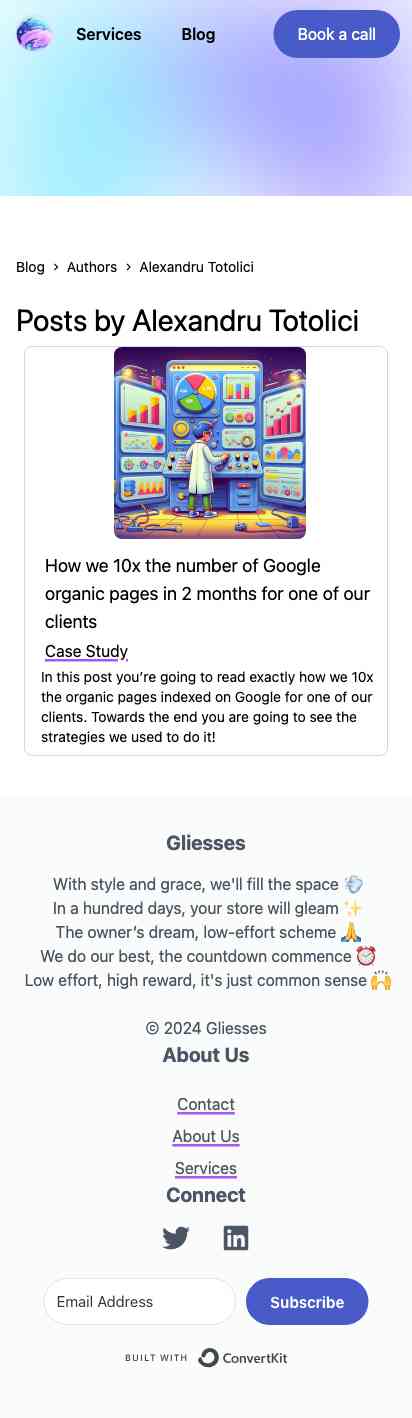 Services Blog Book a call
Blog › Authors › Alexandru Totolici
Posts by Alexandru Totolici
How we 10x the number of Google
organic pages in 2 months for one of our
clients
Case Study
In this post you’re going to read exactly how we 10x
the organic pages indexed on Google for one of our
clients. Towards the end you are going to see the
strategies we used to do it!
Gliesses
With style and grace, we'll fill the space 💨
In a hundred days, your store will gleam ✨
The owner’s dream, low-effort scheme 🙏
We do our best, the countdown commence ⏰
Low effort, high reward, it's just common sense 🙌
© 2024 Gliesses
About Us
Contact
About Us
Services
Connect
Email Address Subscribe
BUILT WITH ConvertKit